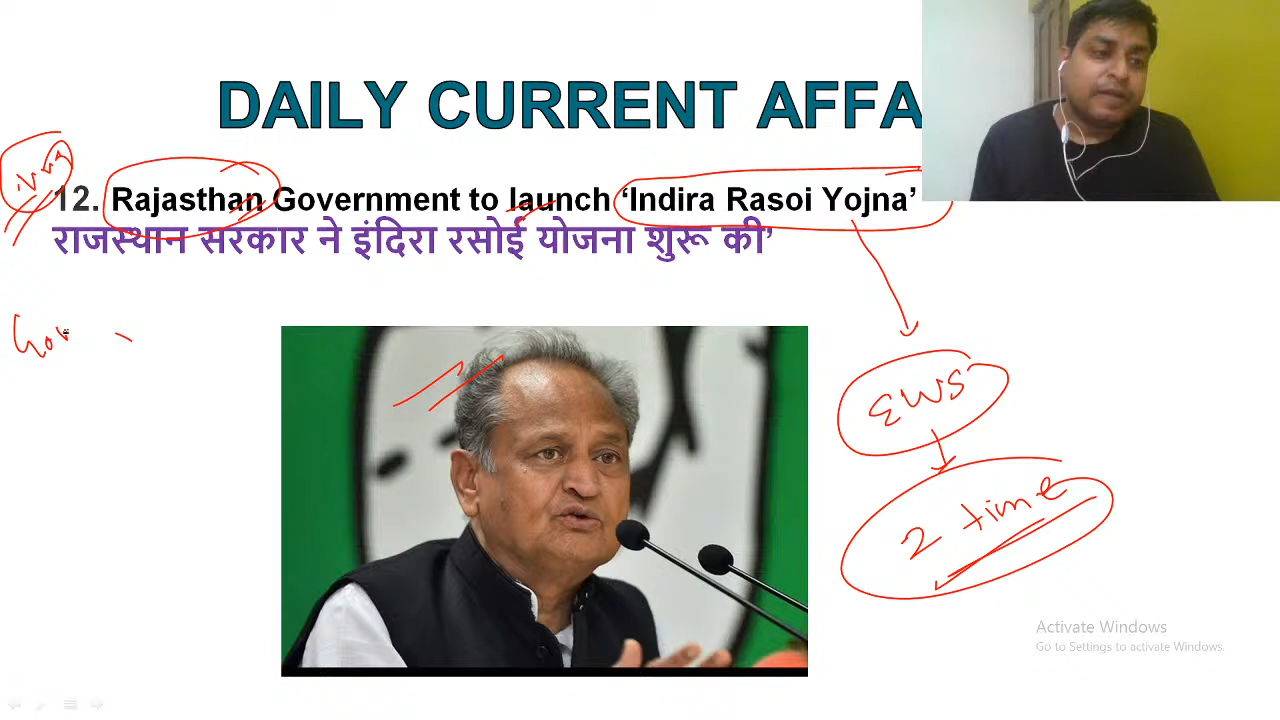 DAILY CURRENT AFFA
12. Rajasthan Government to launch ‘Indira Rasoi Yojna’
राजस्थान सरकार ने इंदिरा रसोई योजना शुरू की’
Gov
EWS
2 time
Activate Windows
Go to Settings to activate Windows.